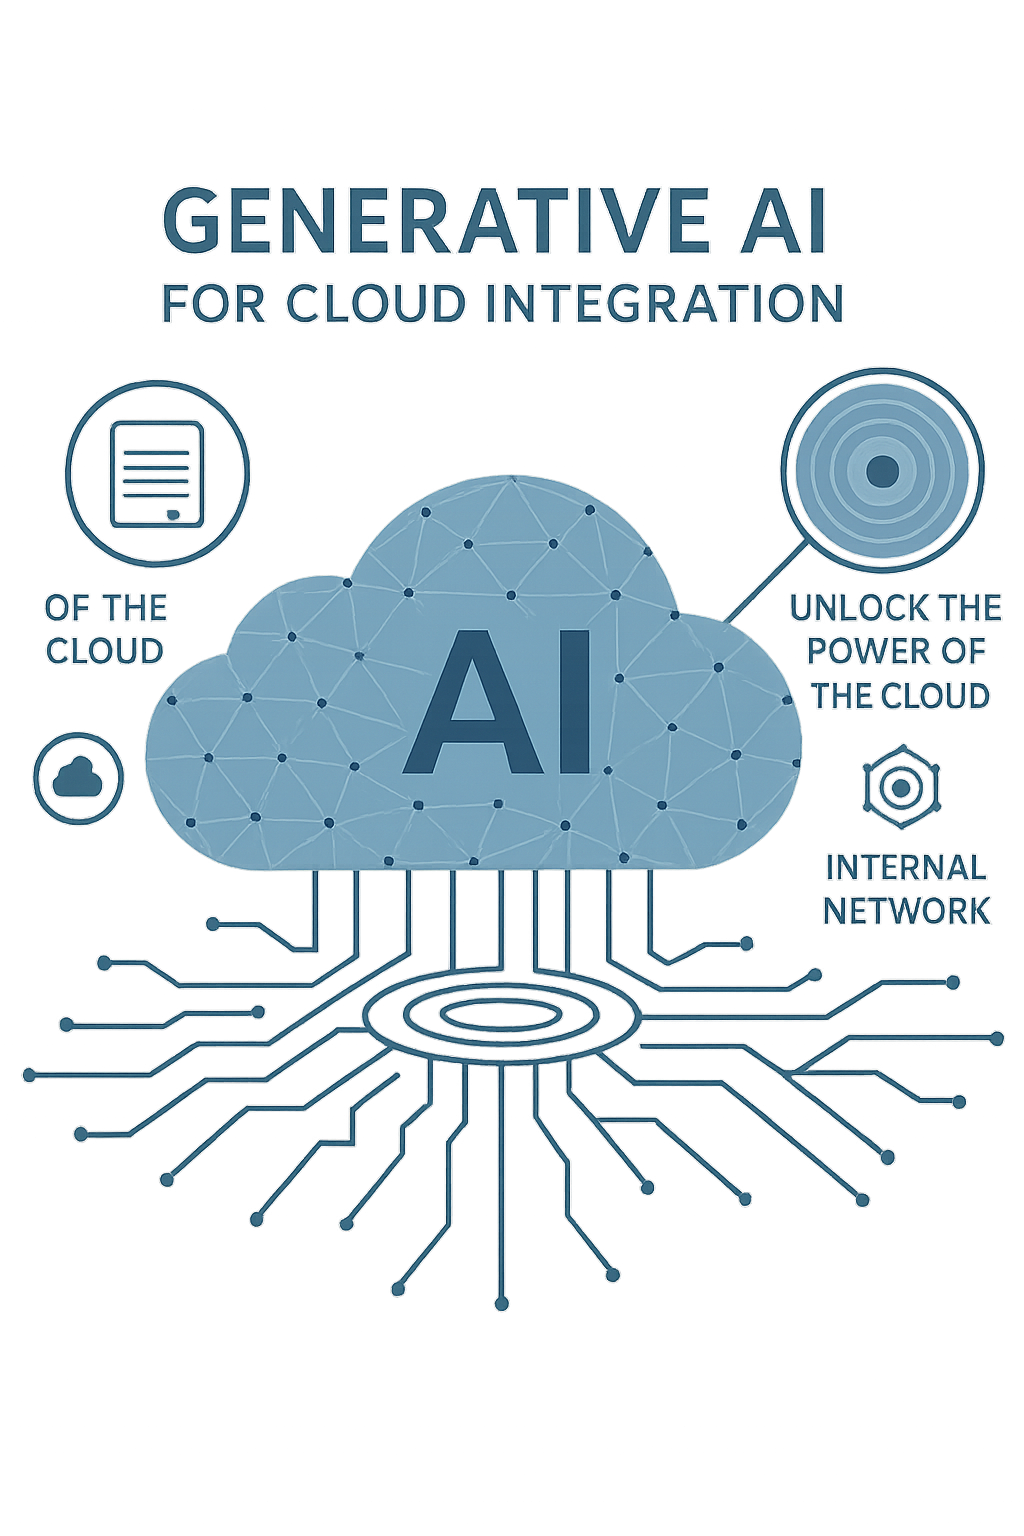 GENERATIVE AI
FOR CLOUD INTEGRATION
OF THE
CLOUD
UNLOCK THE
POWER OF
THE CLOUD
AI
INTERNAL
NETWORK